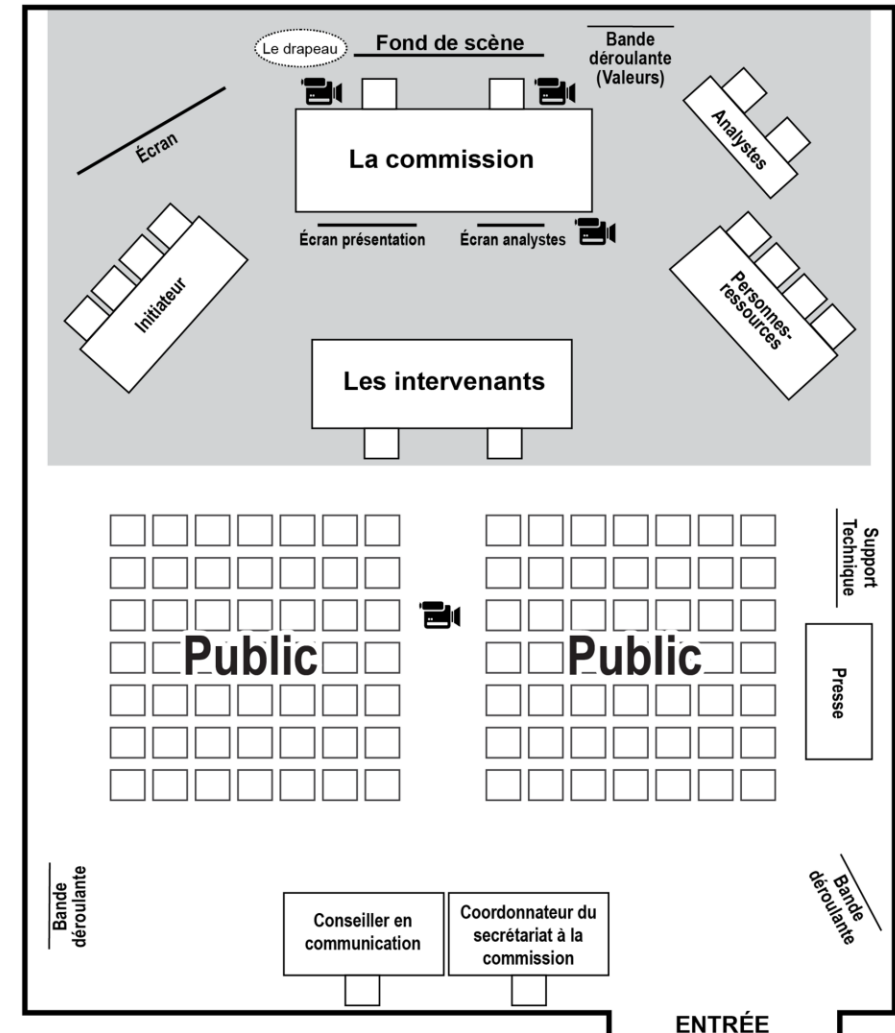 Le drapeau
Fond de scène
Bande
déroulante
(Valeurs)
Écran
La commission
Analystes
Écran présentation
Écran analystes
Initiateur
Personnes-
ressources
Les intervenants
Support
Technique
Public
Public
Presse
Bande
déroulante
Conseiller en
communication
Coordonnateur du
secrétariat à la
commission
Bande
déroulante
ENTRÉE